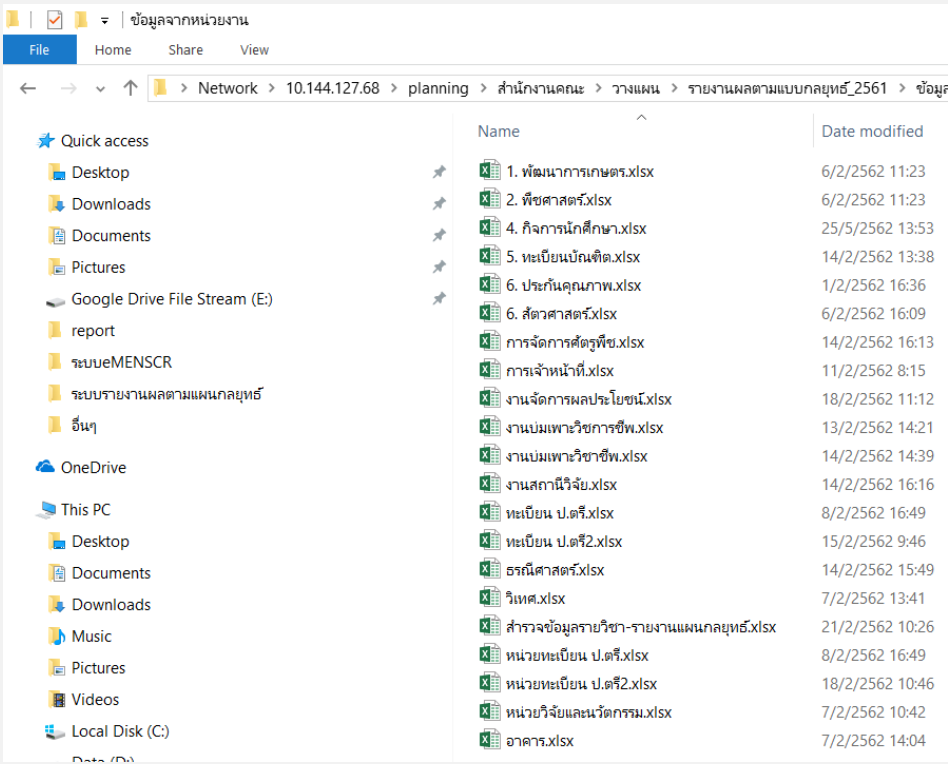 ข้อมูลจากหน่วยงาน
File Home Share View
Network > 10.144.127.68 > planning > สำนักงานคณะ > วางแผน > รายงานผลตามแบบกลยุทธ์_2561 >
Quick access
Desktop
Downloads
Documents
Pictures
Google Drive File Stream (E:)
report
ระบบeMENSCR
ระบบรายงานผลตามแผนกลยุทธ์
อื่นๆ
OneDrive
This PC
Desktop
Documents
Downloads
Music
Pictures
Videos
Local Disk (C:)
Data (D:)
Name Date modified
1. พัฒนาการเกษตร.xlsx 6/2/2562 11:23
2. พืชศาสตร์.xlsx 6/2/2562 11:23
4. กิจการนักศึกษา.xlsx 25/5/2562 13:53
5. ทะเบียนบัณฑิต.xlsx 14/2/2562 13:38
6. ประกันคุณภาพ.xlsx 1/2/2562 16:36
6. สัตวศาสตร์.xlsx 6/2/2562 16:09
การจัดการศัตรูพืช.xlsx 14/2/2562 16:13
การเจ้าหน้าที่.xlsx 11/2/2562 8:15
งานจัดการผลประโยชน์.xlsx 18/2/2562 11:12
งานบ่มเพาะวิชการชีพ.xlsx 13/2/2562 14:21
งานบ่มเพาะวิชาชีพ.xlsx 14/2/2562 14:39
งานสถานีวิจัย.xlsx 14/2/2562 16:16
ทะเบียน ป.ตรี.xlsx 8/2/2562 16:49
ทะเบียน ป.ตรี2.xlsx 15/2/2562 9:46
ธรณีศาสตร์.xlsx 14/2/2562 15:49
วิเทศ.xlsx 7/2/2562 13:41
สำรวจข้อมูลรายวิชา-รายงานแผนกลยุทธ์.xlsx 21/2/2562 10:26
หน่วยทะเบียน ป.ตรี.xlsx 8/2/2562 16:49
หน่วยทะเบียน ป.ตรี2.xlsx 18/2/2562 10:46
หน่วยวิจัยและนวัตกรรม.xlsx 7/2/2562 10:42
อาคาร.xlsx 7/2/2562 14:04